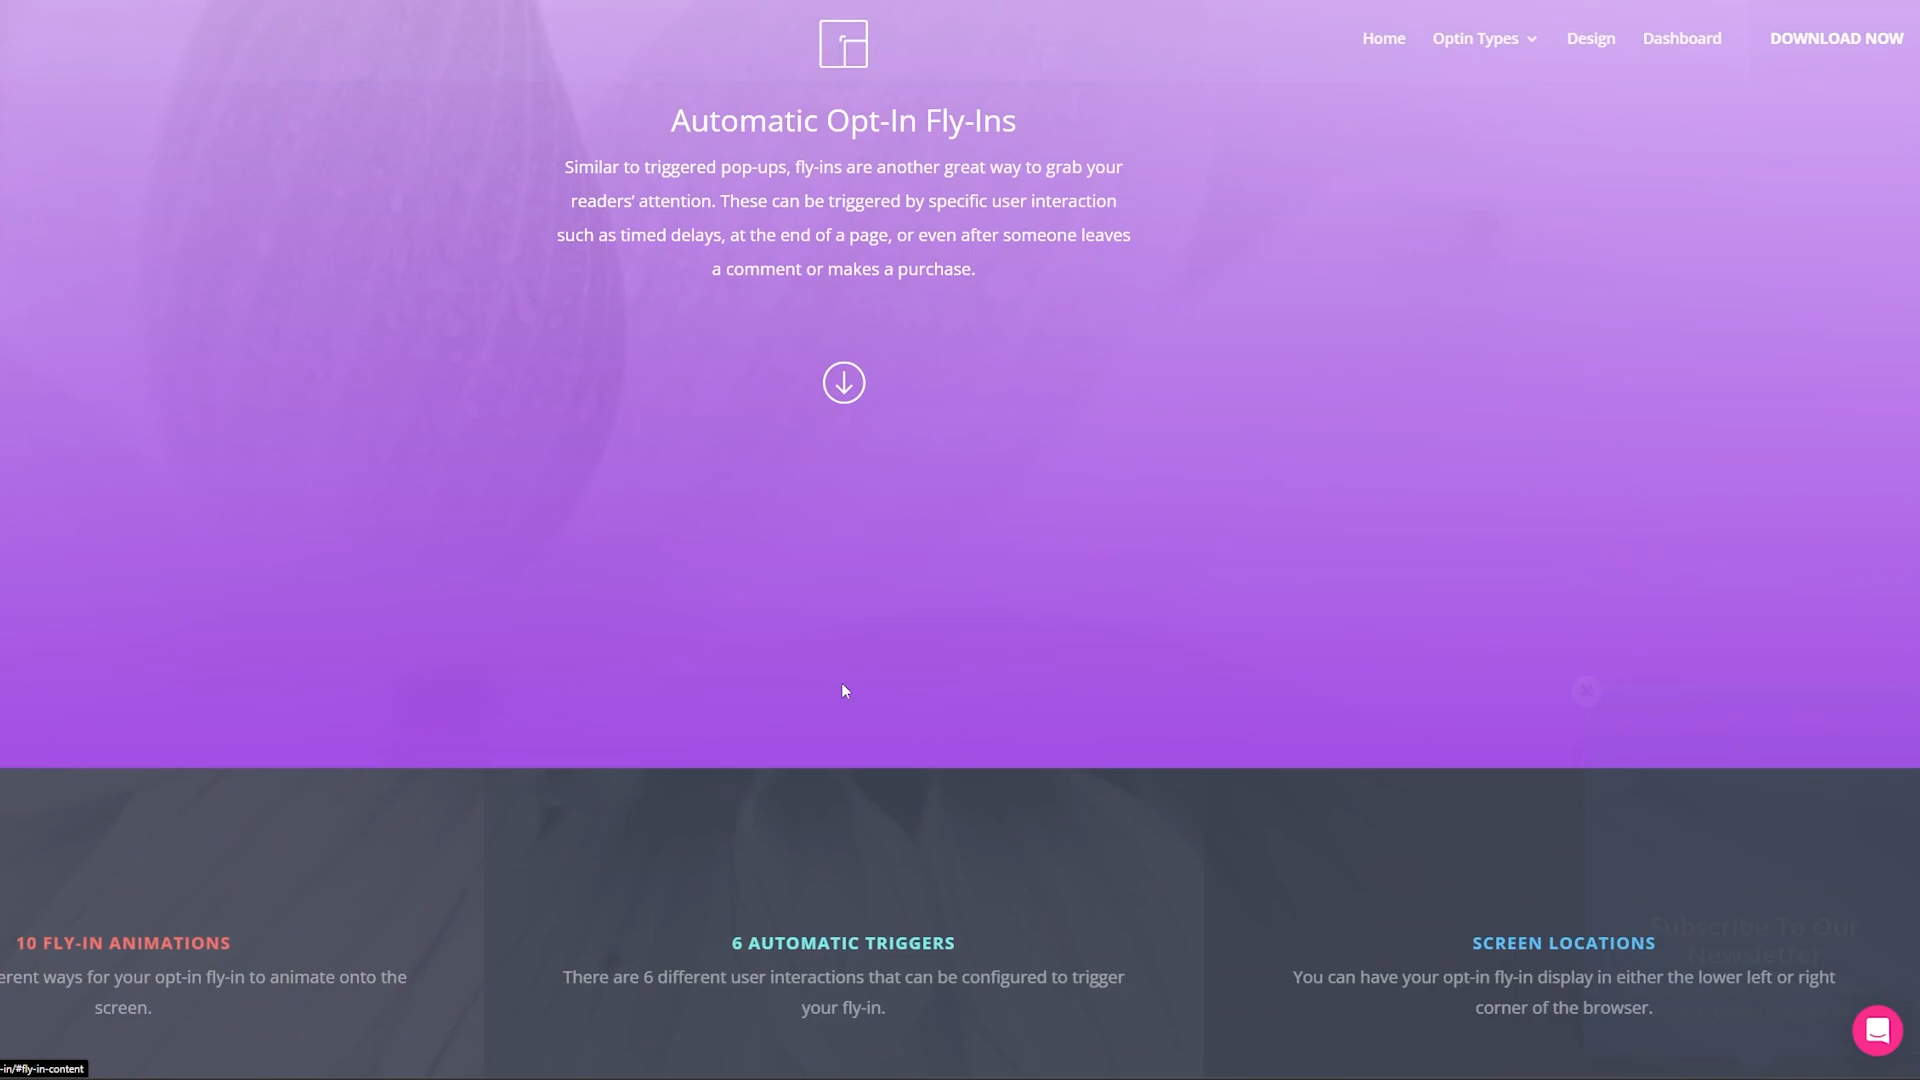 Home
Optin Types
Design
Dashboard
DOWNLOAD NOW
Automatic Opt-In Fly-Ins
Similar to triggered pop-ups, fly-ins are another great way to grab your
readers’ attention. These can be triggered by specific user interaction
such as timed delays, at the end of a page, or even after someone leaves
a comment or makes a purchase.
10 FLY-IN ANIMATIONS
ways for your opt-in fly-in to animate onto the
screen.
6 AUTOMATIC TRIGGERS
There are 6 different user interactions that can be configured to trigger
your fly-in.
SCREEN LOCATIONS
You can have your opt-in fly-in display in either the lower left or right
corner of the browser.
Subscribe To Our
Newsletter
-in/#fly-in-content